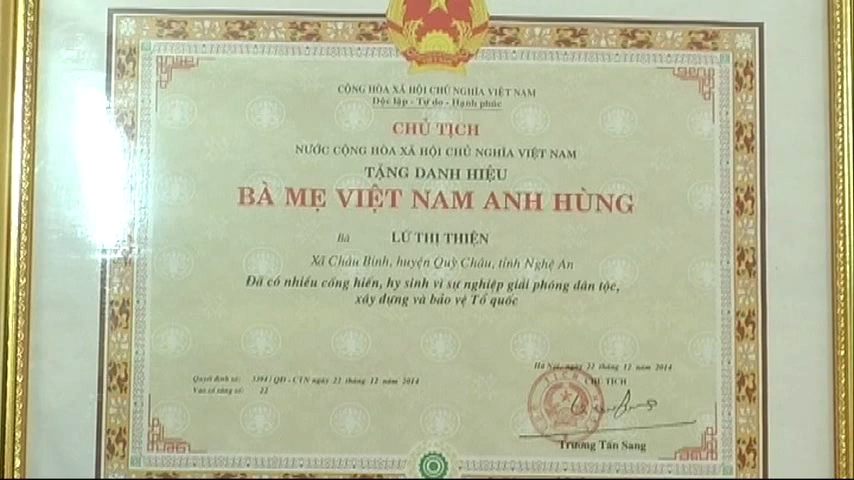 CỘNG HÒA XÃ HỘI CHỦ NGHĨA VIỆT NAM
Độc lập - Tự do - Hạnh phúc
CHỦ TỊCH
NƯỚC CỘNG HÒA XÃ HỘI CHỦ NGHĨA VIỆT NAM
TẶNG DANH HIỆU
BÀ MẸ VIỆT NAM ANH HÙNG
Bà LỮ THỊ THIỆN
Xã Châu Bình, huyện Quỳ Châu, tỉnh Nghệ An
Đã có nhiều cống hiến, hy sinh vì sự nghiệp giải phóng dân tộc,
xây dựng và bảo vệ Tổ quốc
Hà Nội, ngày 22 tháng 12 năm 2014
Quyết định số: 3394/QĐ - CTN ngày 22 tháng 12 năm 2014
CHỦ TỊCH
Vào sổ vàng số: 22
Trương Tấn Sang